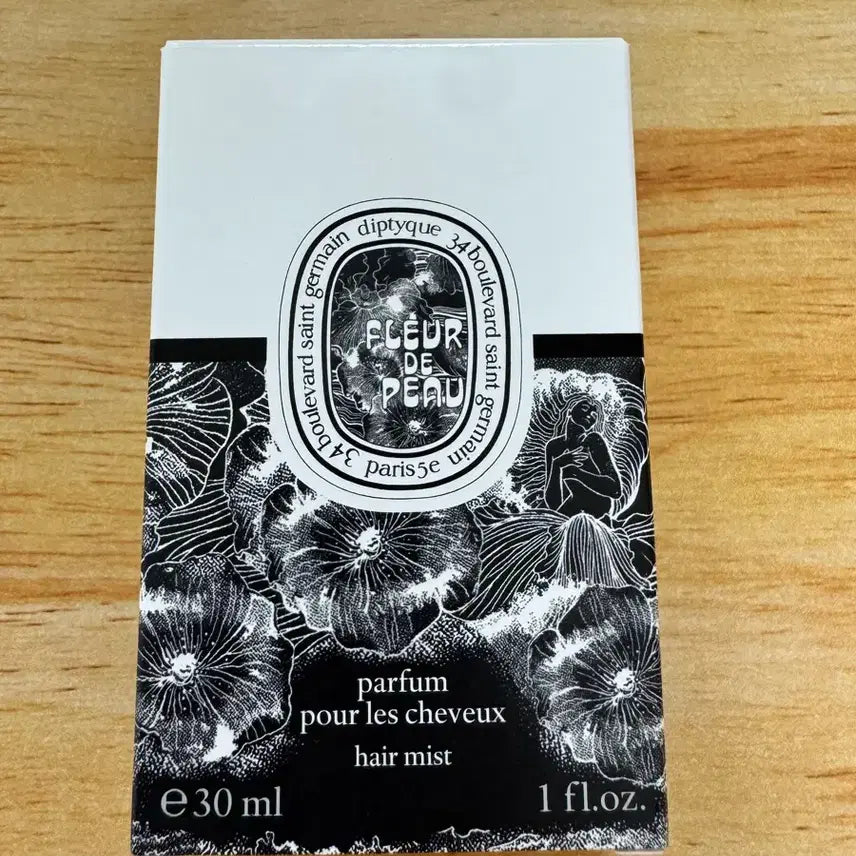 diptyque 34 boulevard saint germain paris 5e 34 boulevard saint germain
FLEUR
DE
PEAU
parfum
pour les cheveux
hair mist
e 30 ml
1 fl.oz.